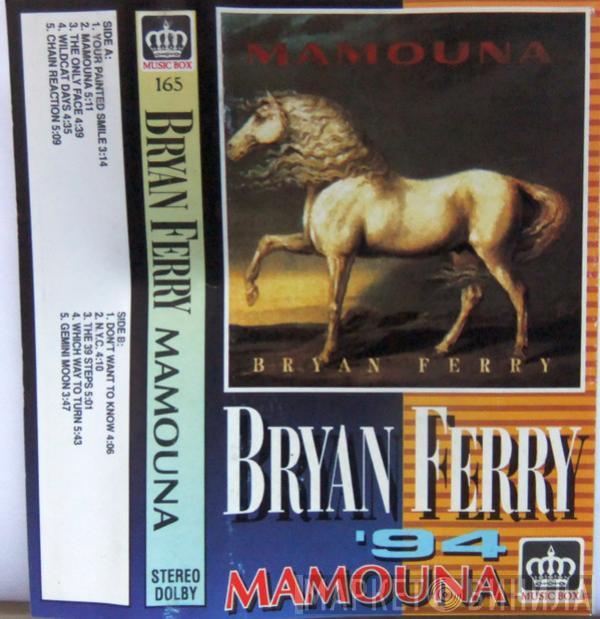 SIDE A:
1. YOUR PAINTED SMILE 3:14
2. MAMOUNA 5:11
3. THE ONLY FACE 4:39
4. WILDCAT DAYS 4:35
5. CHAIN REACTION 5:09
SIDE B:
1. DON'T WANT TO KNOW 4:06
2. N.Y.C. 4:10
3. THE 39 STEPS 5:01
4. WHICH WAY TO TURN 5:43
5. GEMINI MOON 3:47
MUSIC BOX
165
BRYAN FERRY MAMOUNA
STEREO
DOLBY
MAMOUNA
BRYAN FERRY
BRYAN FERRY
'94
MAMOUNA
MUSIC BOX
МАРКЕТ ВИНИЛА